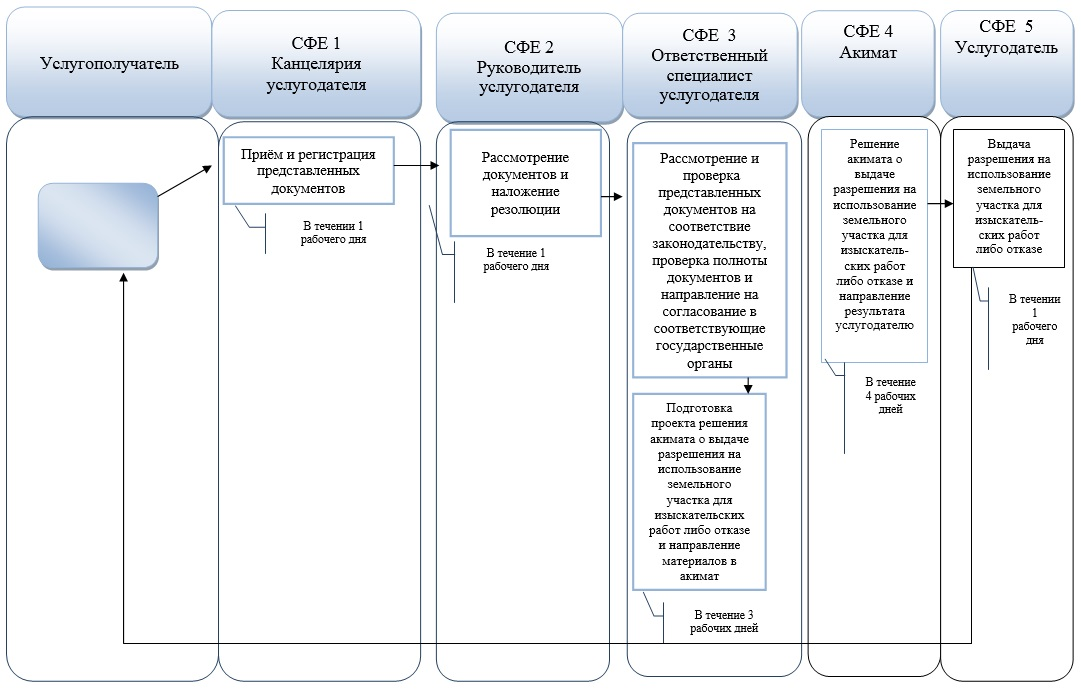 Услугополучатель
СФЕ 1
Канцелярия
услугодателя
СФЕ 2
Руководитель
услугодателя
СФЕ 3
Ответственный
специалист
услугодателя
СФЕ 4
Акимат
СФЕ 5
Услугодатель
Приём и регистрация
представленных
документов
В течении 1
рабочего дня
Рассмотрение
документов и
наложение
резолюции
В течение 1
рабочего дня
Рассмотрение и
проверка
представленных
документов на
соответствие
законодательству,
проверка полноты
документов и
направление на
согласование в
соответствующие
государственные
органы
Подготовка
проекта решения
акимата о выдаче
разрешения на
использование
земельного
участка для
изыскательских
работ либо отказе
и направление
материалов в
акимат
В течение 3
рабочих дней
Решение
акимата о
выдаче
разрешения на
использование
земельного
участка для
изыскатель-
ских работ
либо отказе и
направление
результата
услугодателю
В течение
4 рабочих
дней
Выдача
разрешения на
использование
земельного
участка для
изыскатель-
ских работ
либо отказе
В течении
1
рабочего
дня